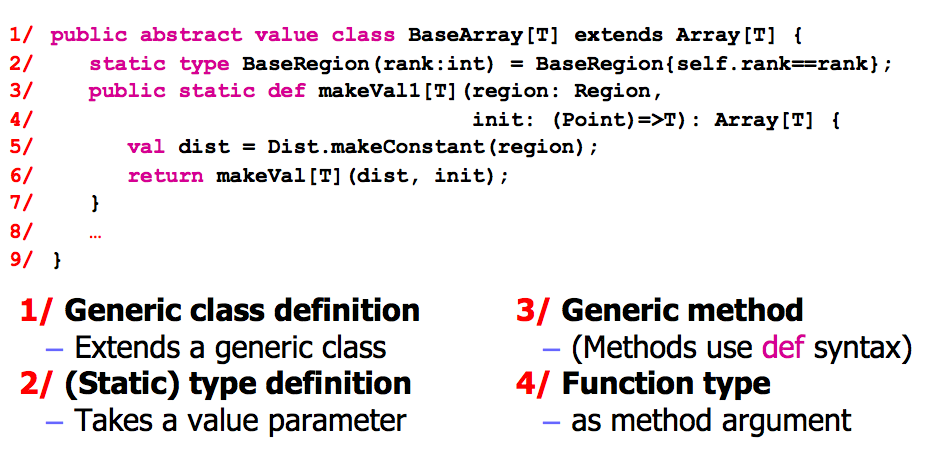 1/ public abstract value class BaseArray[T] extends Array[T] {
2/ static type BaseRegion(rank:int) = BaseRegion{self.rank==rank};
3/ public static def makeVal1[T](region: Region,
4/ init: (Point)=>T): Array[T] {
5/ val dist = Dist.makeConstant(region);
6/ return makeVal[T](dist, init);
7/ }
8/ …
9/ }
1/ Generic class definition
– Extends a generic class
2/ (Static) type definition
– Takes a value parameter
3/ Generic method
– (Methods use def syntax)
4/ Function type
– as method argument